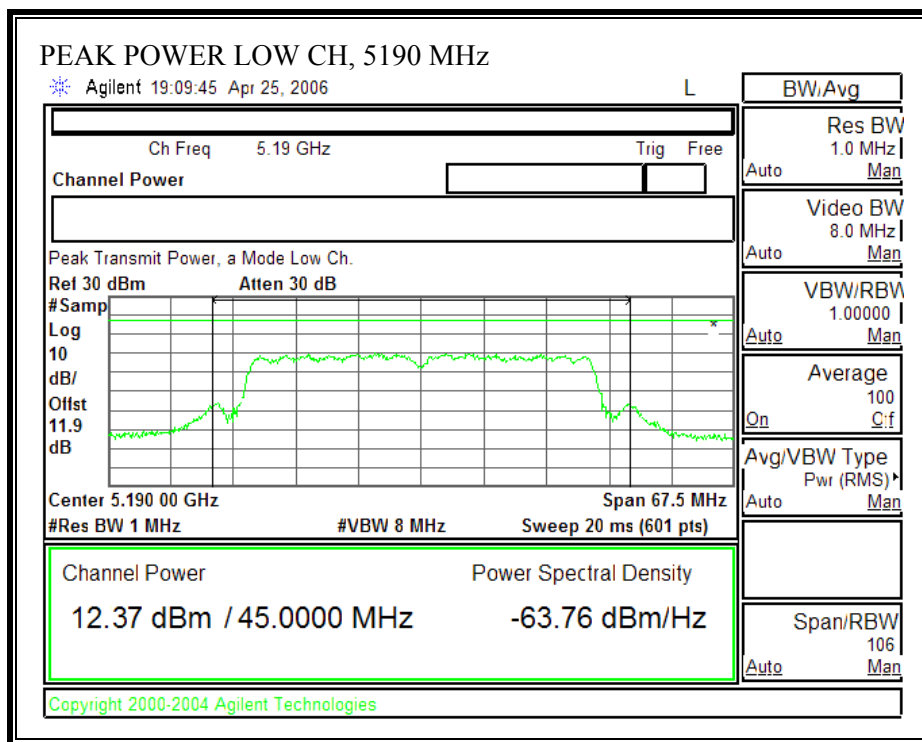 PEAK POWER LOW CH, 5190 MHz
Agilent 19:09:45 Apr 25, 2006 L
Ch Freq 5.19 GHz Trig Free
Channel Power
Peak Transmit Power, a Mode Low Ch.
Ref 30 dBm Atten 30 dB
#Samp
Log
10
dB/
Offst
11.9
dB
Center 5.190 00 GHz Span 67.5 MHz
#Res BW 1 MHz #VBW 8 MHz Sweep 20 ms (601 pts)
Channel Power Power Spectral Density
12.37 dBm / 45.0000 MHz -63.76 dBm/Hz
Copyright 2000-2004 Agilent Technologies
BW/Avg
Res BW
1.0 MHz
Auto Man
Video BW
8.0 MHz
Auto Man
VBW/RBW
1.00000
Auto Man
Average
100
On
Avg/VBW Type
Pwr (RMS)
Auto Man
Span/RBW
106
Auto Man